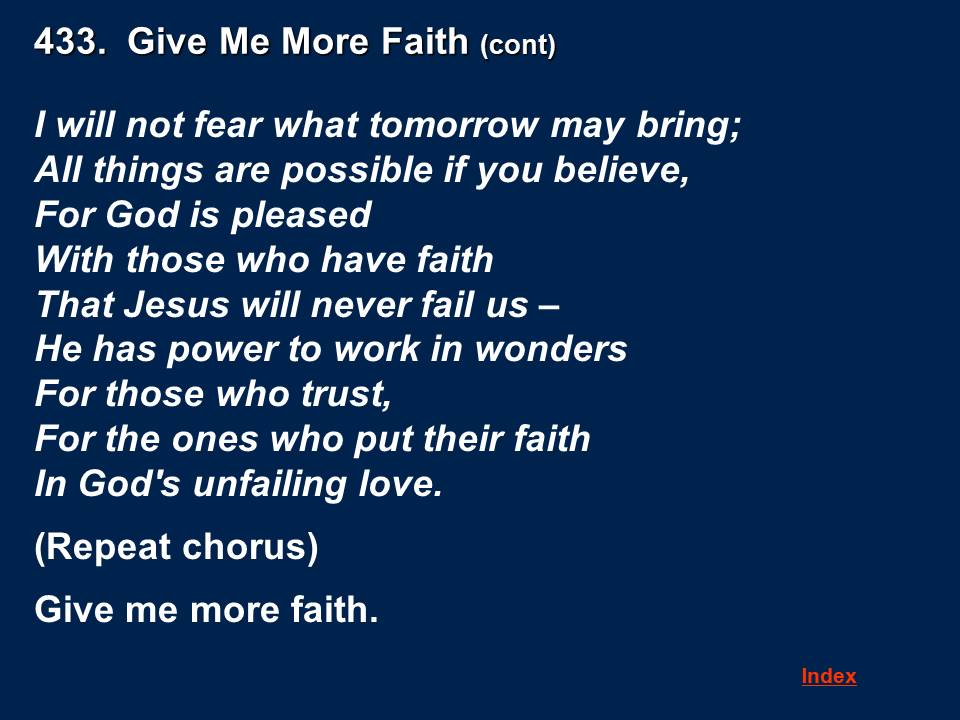 433.  Give Me More Faith (cont)
I will not fear what tomorrow may bring;
All things are possible if you believe,
For God is pleased
With those who have faith
That Jesus will never fail us –
He has power to work in wonders
For those who trust,
For the ones who put their faith
In God's unfailing love.
(Repeat chorus)
Give me more faith.
Index